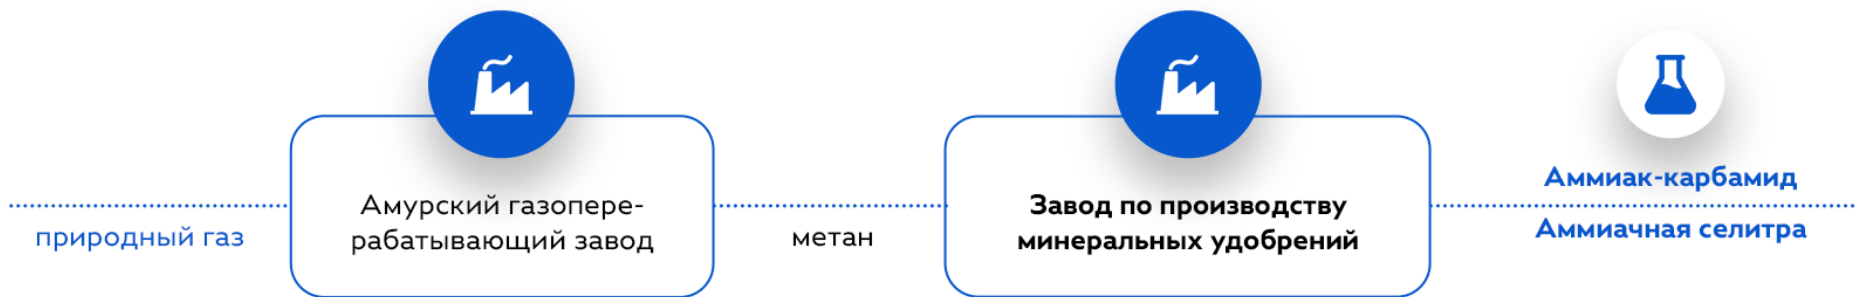 природный газ
Амурский газопере-
рабатывающий завод
метан
Завод по производству
минеральных удобрений
Аммиак-карбамид
Аммиачная селитра